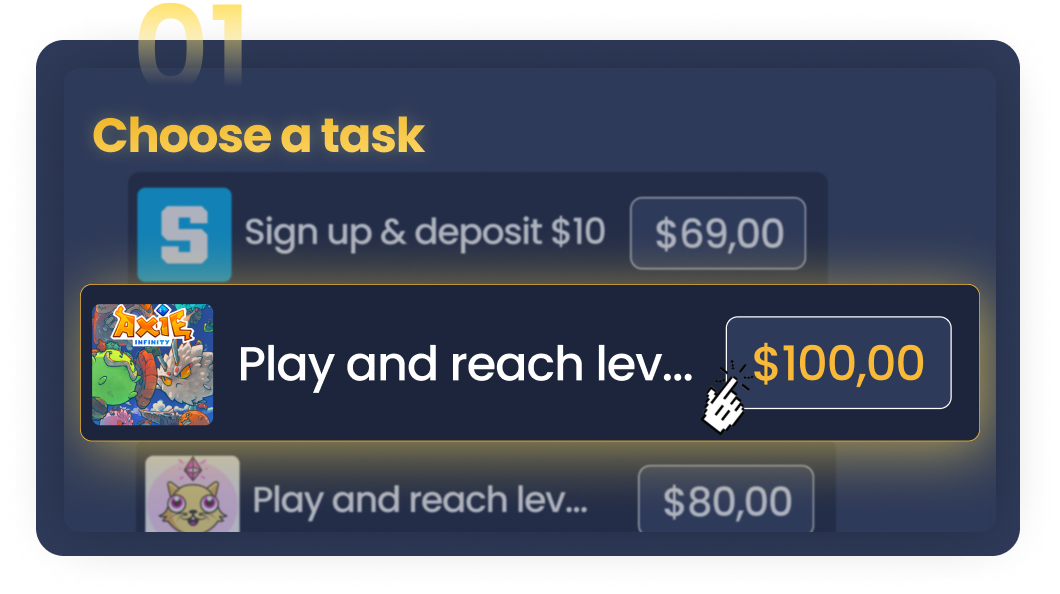 01
Choose a task
S
Sign up & deposit $10
$69,00
AXIE
INFINITY
Play and reach lev...
$100,00
Play and reach lev...
$80,00